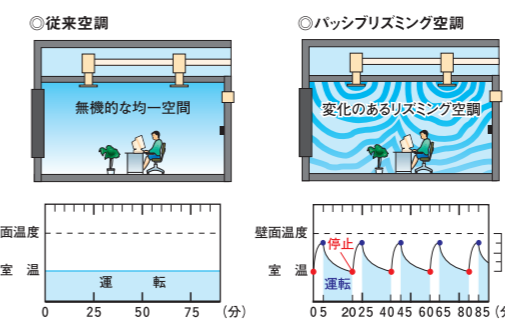 ◎従来空調
◎パッシブリズミング空調
無機的な均一空間
変化のあるリズミング空調
面温度
室 温
運 転
0 25 50 75 (分)
壁面温度
室 温
停止
運転
0 5 20 25 40 45 60 65 80 85 (分